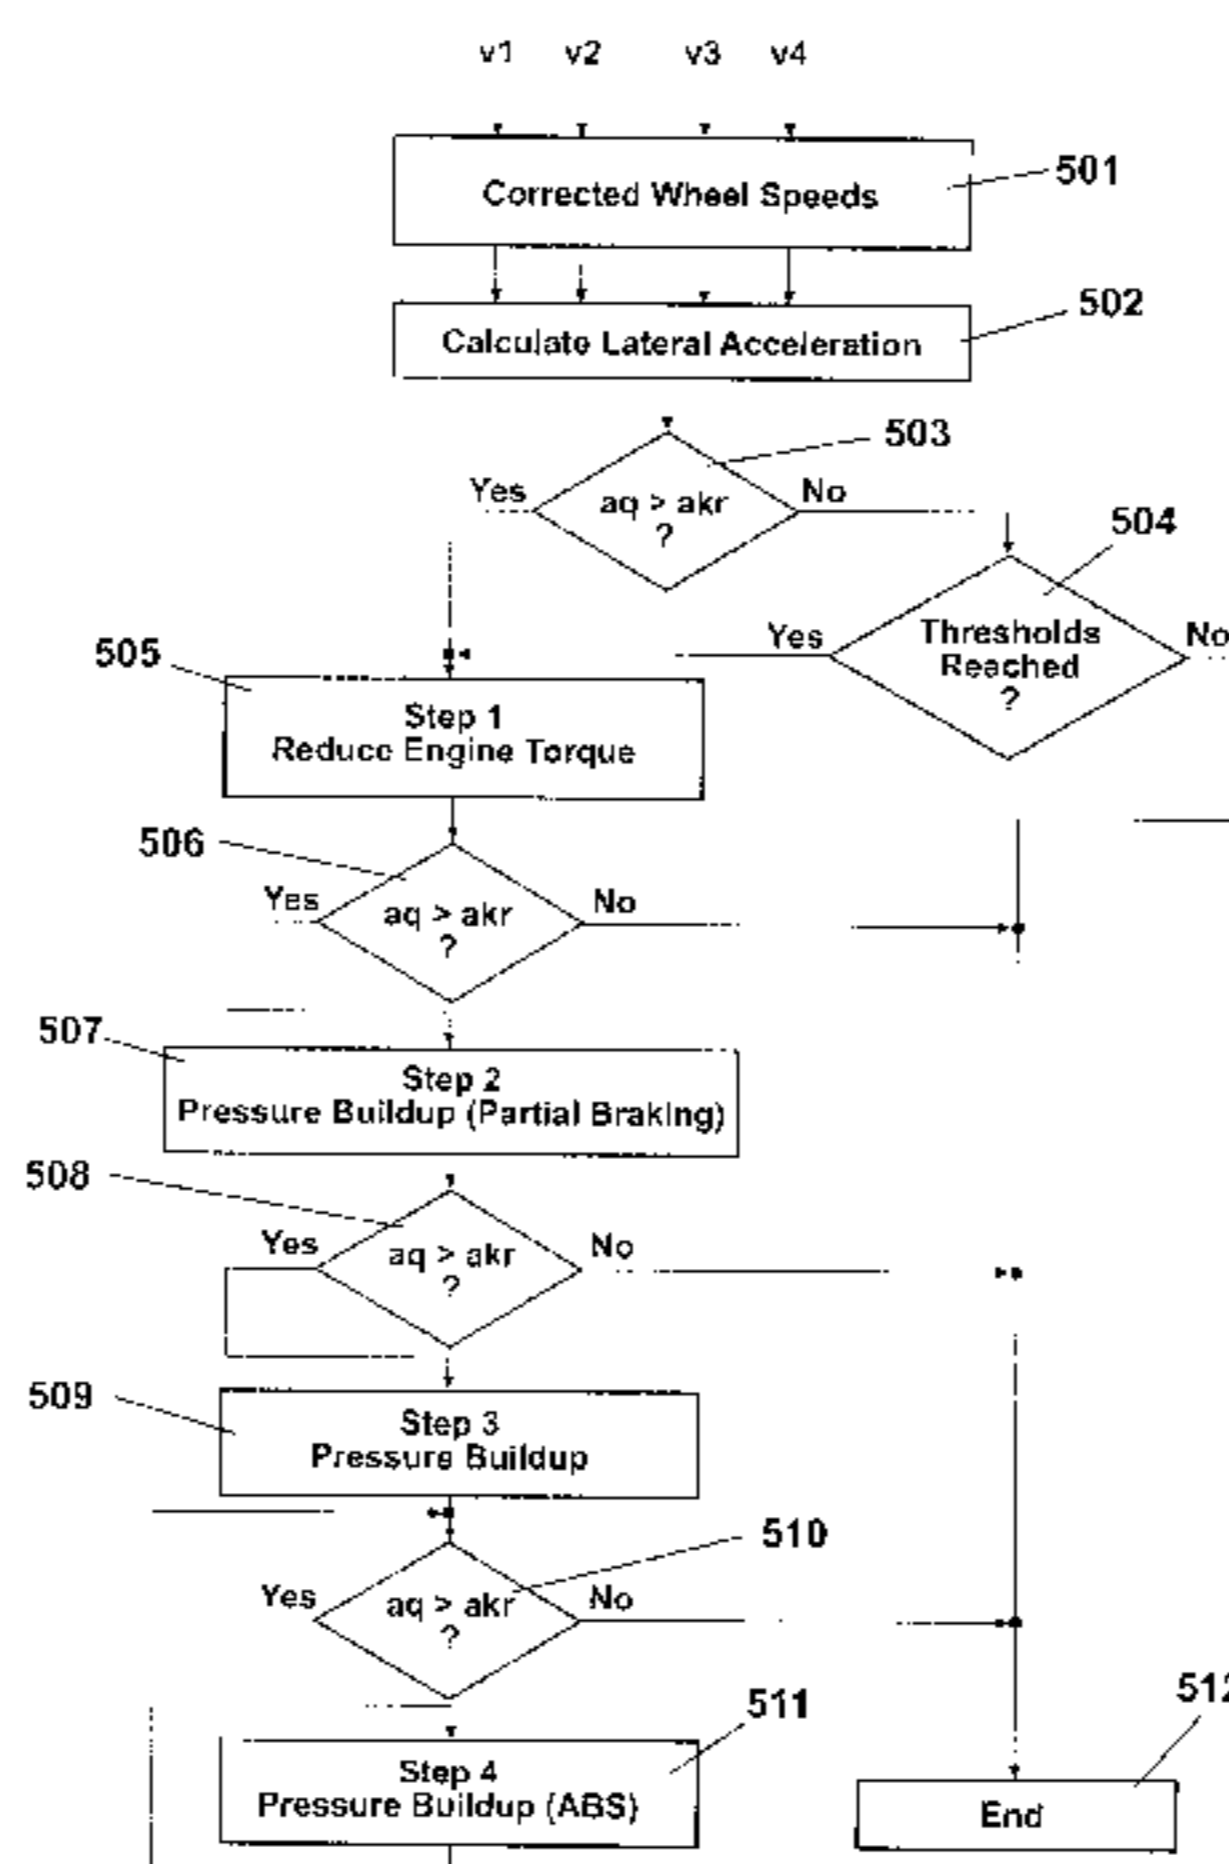 v1 v2 v3 v4
Corrected Wheel Speeds
501
Calculate Lateral Acceleration
502
503
Yes
aq > akr
?
No
504
Yes
Thresholds
Reached
?
No
505
Step 1
Reduce Engine Torque
506
Yes
aq > akr
?
No
507
Step 2
Pressure Buildup (Partial Braking)
508
Yes
aq > akr
?
No
509
Step 3
Pressure Buildup
510
Yes
aq > akr
?
No
511
Step 4
Pressure Buildup (ABS)
512
End